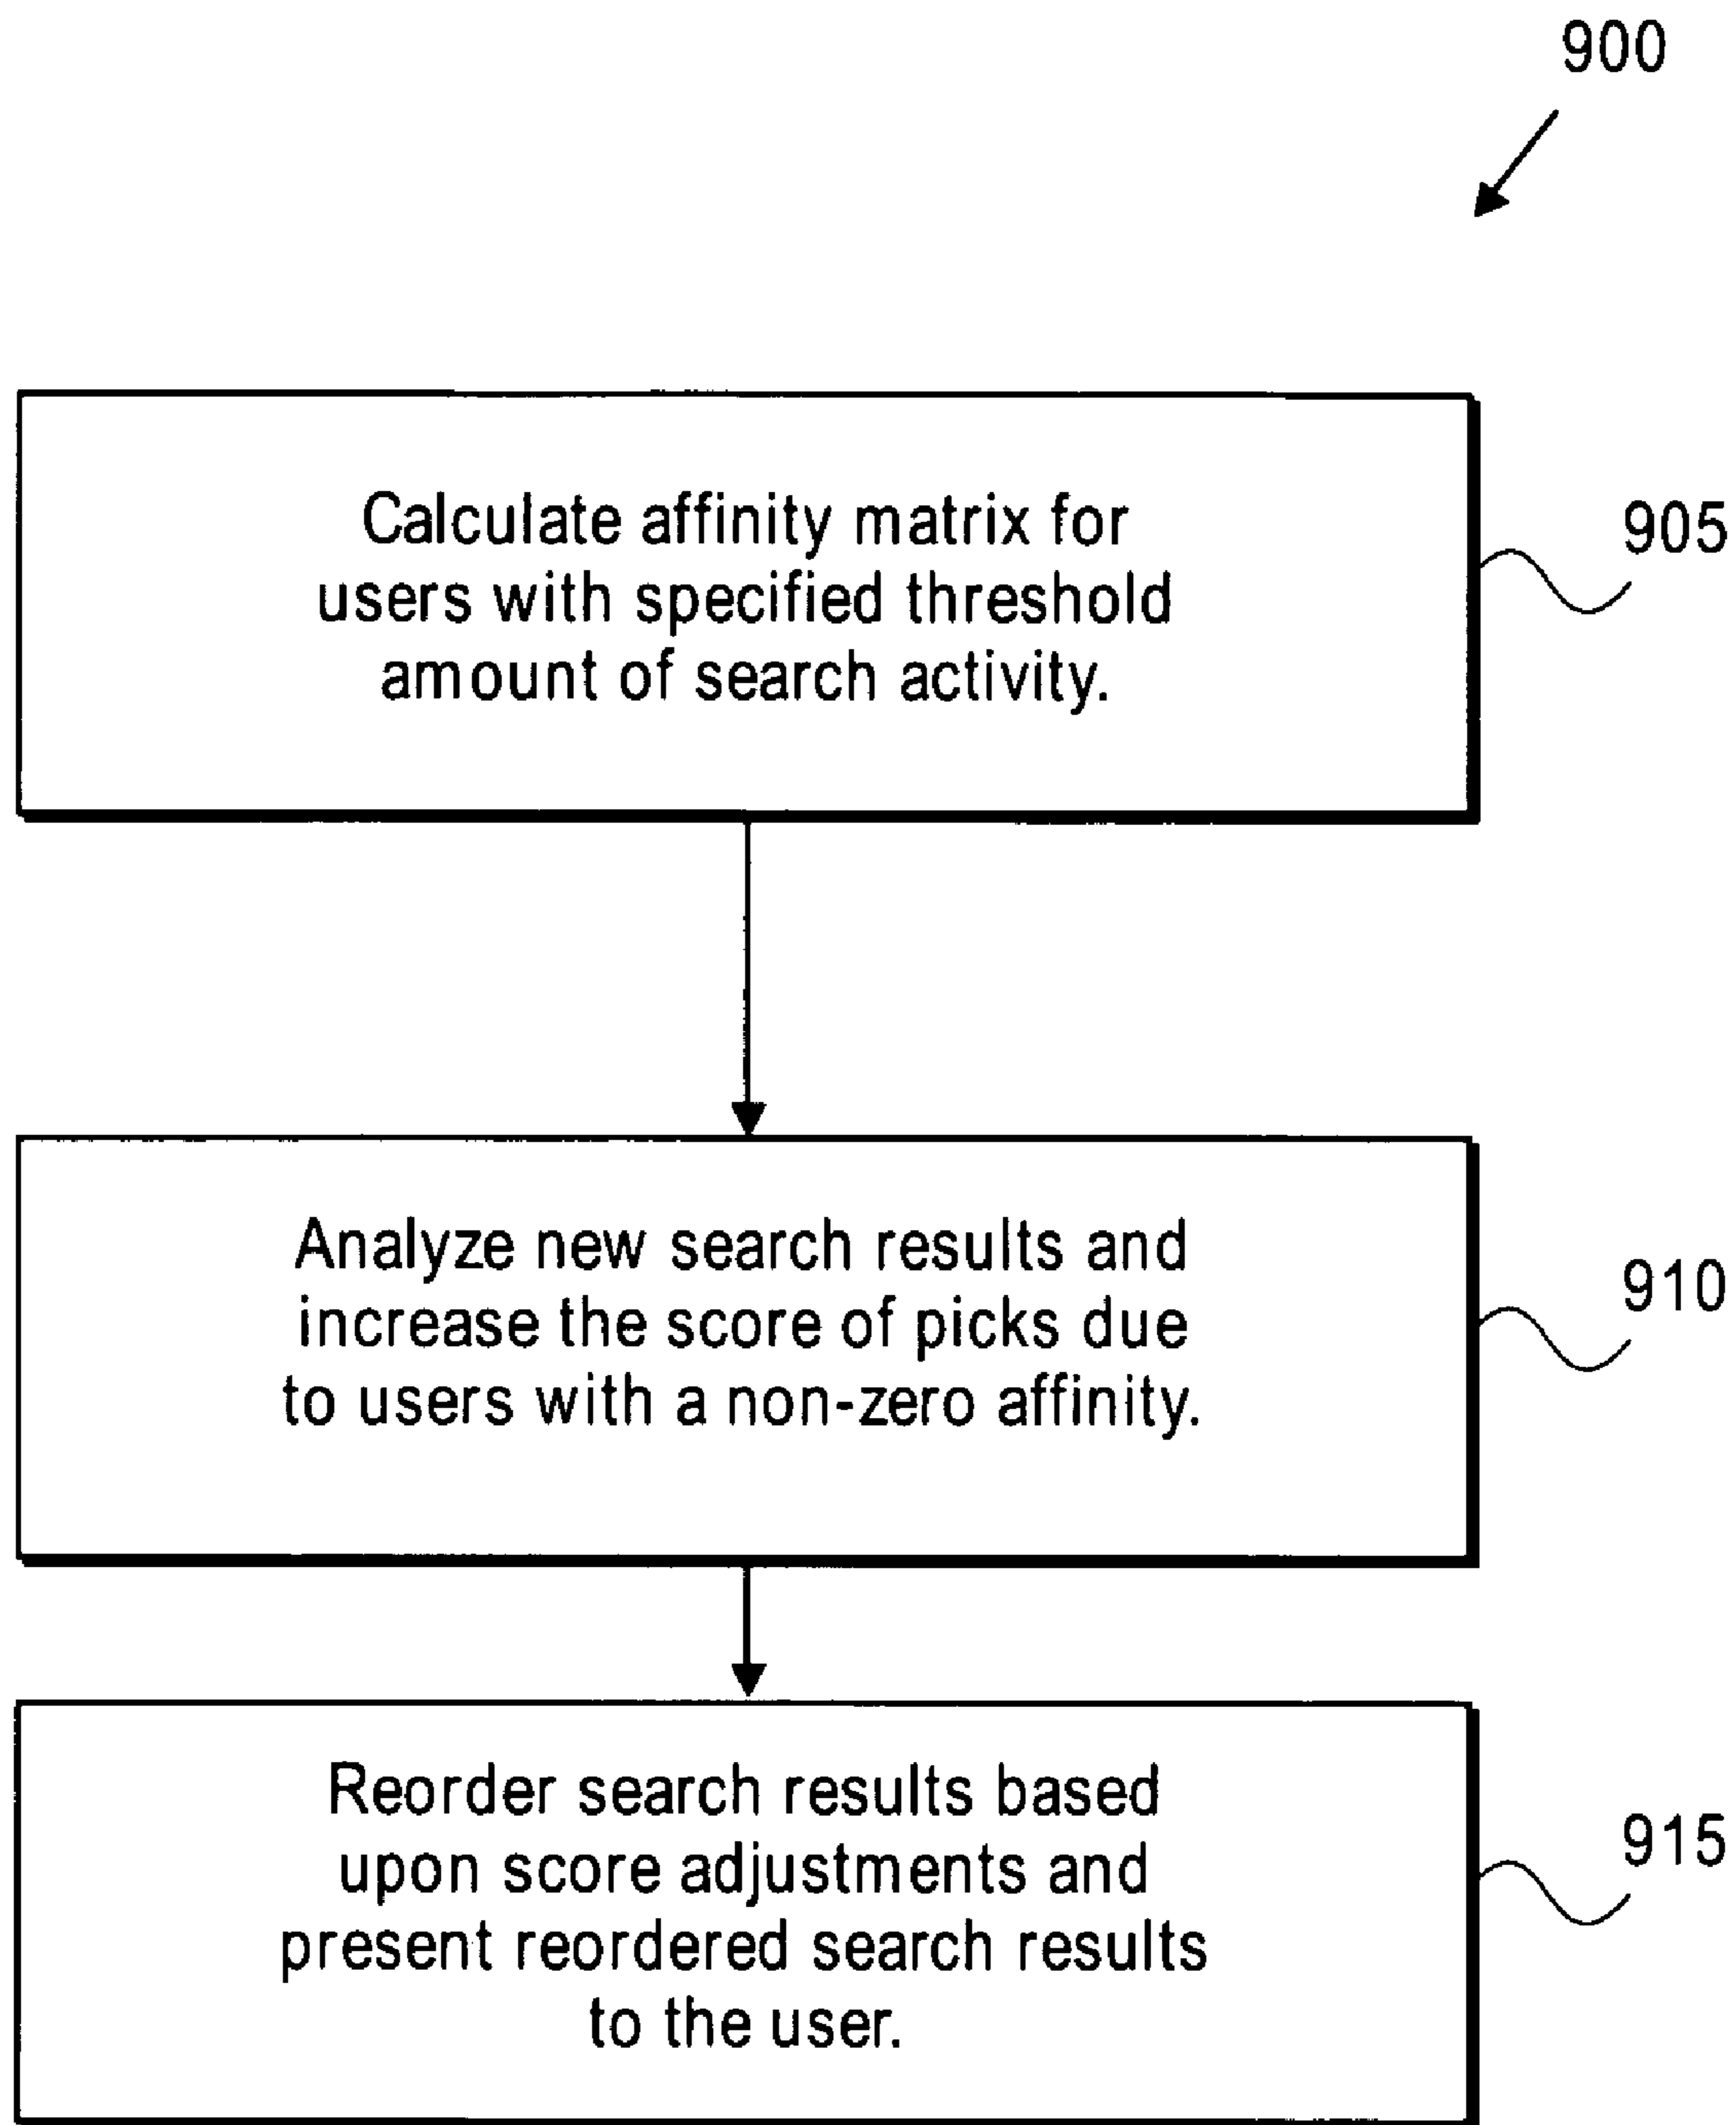 900
Calculate affinity matrix for
users with specified threshold
amount of search activity.
905
Analyze new search results and
increase the score of picks due
to users with a non-zero affinity.
910
Reorder search results based
upon score adjustments and
present reordered search results
to the user.
915